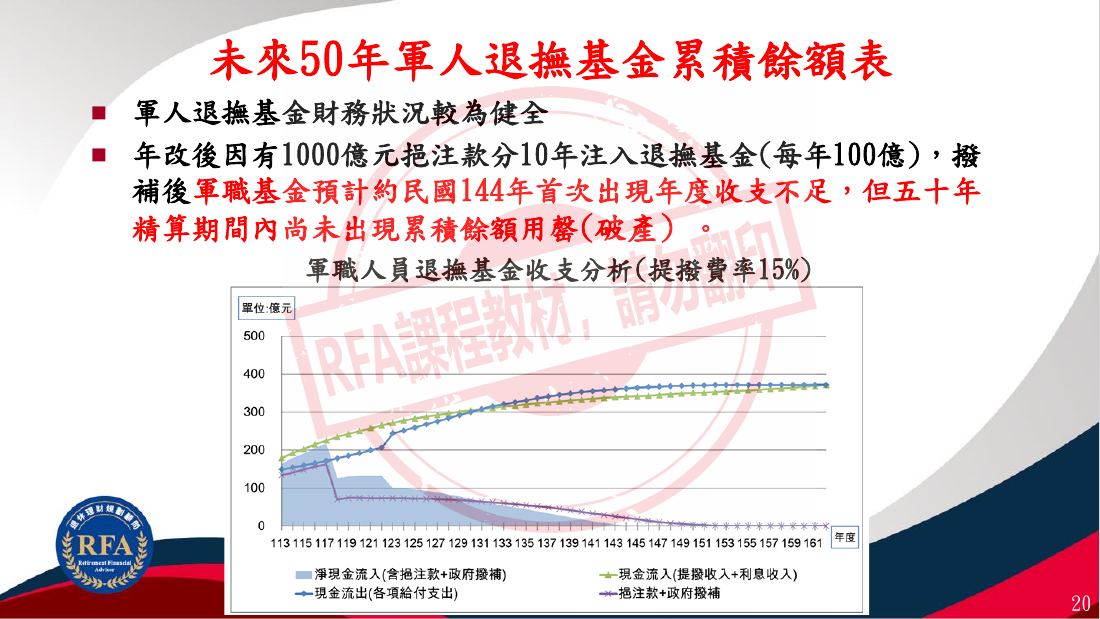 未來50年軍人退撫基金累積餘額表
軍人退撫基金財務狀況較為健全
年改後因有1000億元挹注款分10年注入退撫基金(每年100億)，撥
補後軍職基金預計約民國144年首次出現年度收支不足，但五十年
精算期間內尚未出現累積餘額用罄(破產) 。
軍職人員退撫基金收支分析(提撥費率15%)
單位:億元
500
400
300
200
100
0
113 115 117 119 121 123 125 127 129 131 133 135 137 139 141 143 145 147 149 151 153 155 157 159 161
年度
淨現金流入(含挹注款+政府撥補)
現金流入(提撥收入+利息收入)
現金流出(各項給付支出)
挹注款+政府撥補
RFA課程教材，請勿翻印
退休理財規劃顧問
RFA
Retirement Financial
Advisor
20